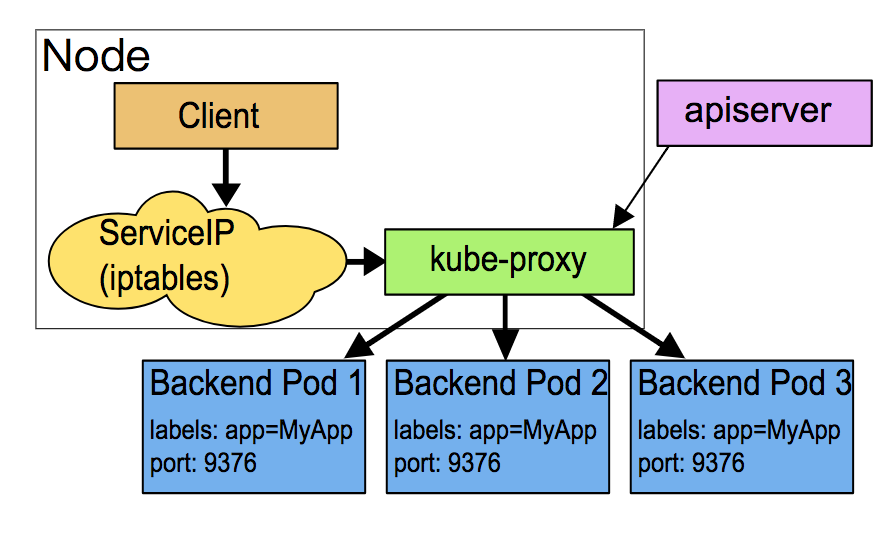 Node
Client
apiserver
ServiceIP
(iptables)
kube-proxy
Backend Pod 1
labels: app=MyApp
port: 9376
Backend Pod 2
labels: app=MyApp
port: 9376
Backend Pod 3
labels: app=MyApp
port: 9376